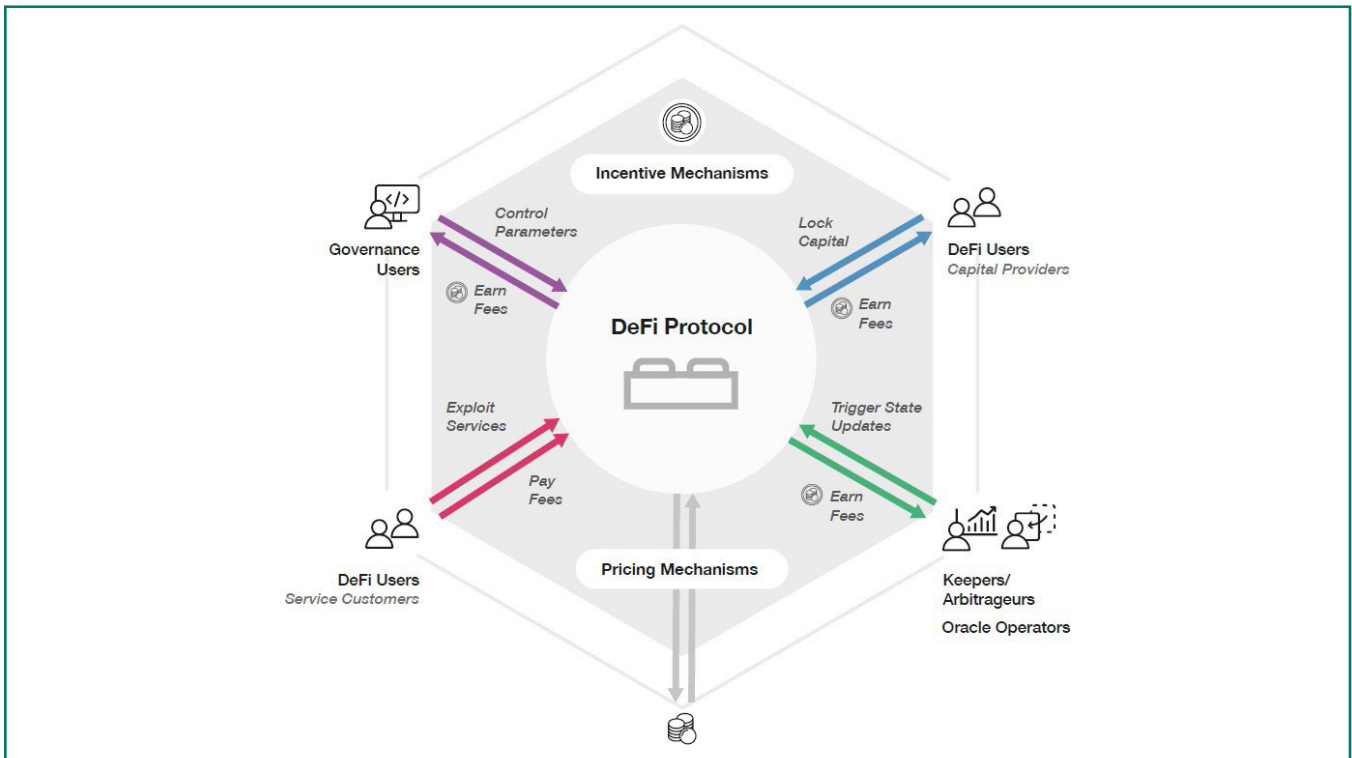 Incentive Mechanisms
Governance
Users
Control
Parameters
Earn
Fees
Lock
Capital
Earn
Fees
DeFi Users
Capital Providers
DeFi Protocol
Exploit
Services
Pay
Fees
Trigger State
Updates
Earn
Fees
DeFi Users
Service Customers
Pricing Mechanisms
Keepers/
Arbitrageurs
Oracle Operators